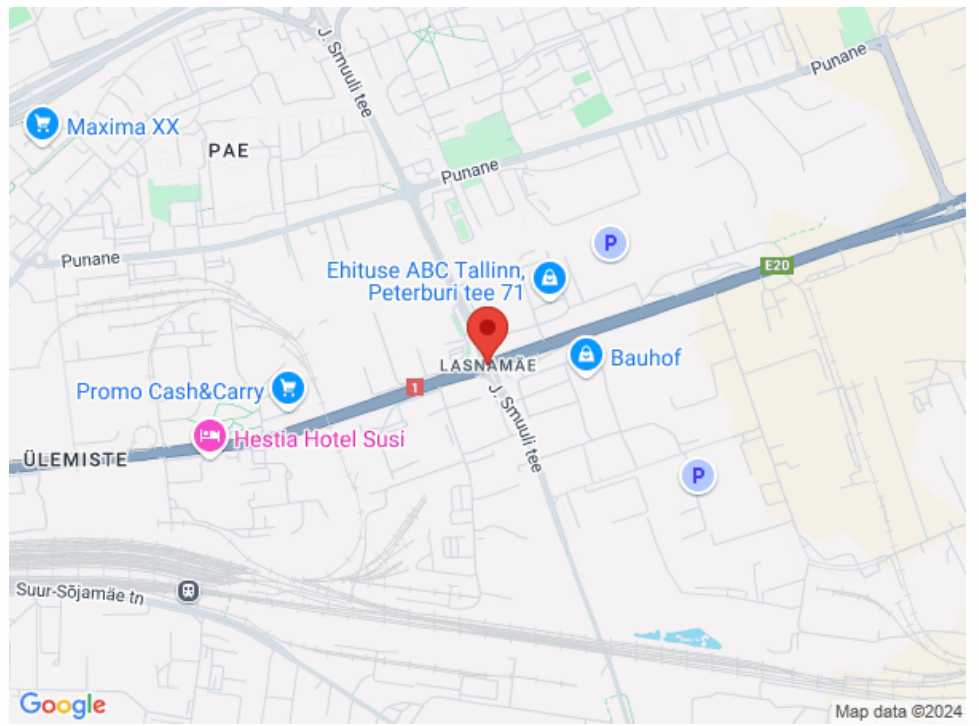 J. Smuuli tee
Punane
Maxima XX
PAE
Punane
Punane
P
Ehituse ABC Tallinn,
Peterburi tee 71
E20
LASNAMÄE
Bauhof
1
Promo Cash&Carry
J. Smuuli tee
Hestia Hotel Susi
ÜLEMISTE
P
Suur-Sõjamäe tn
Google
Map data ©2024